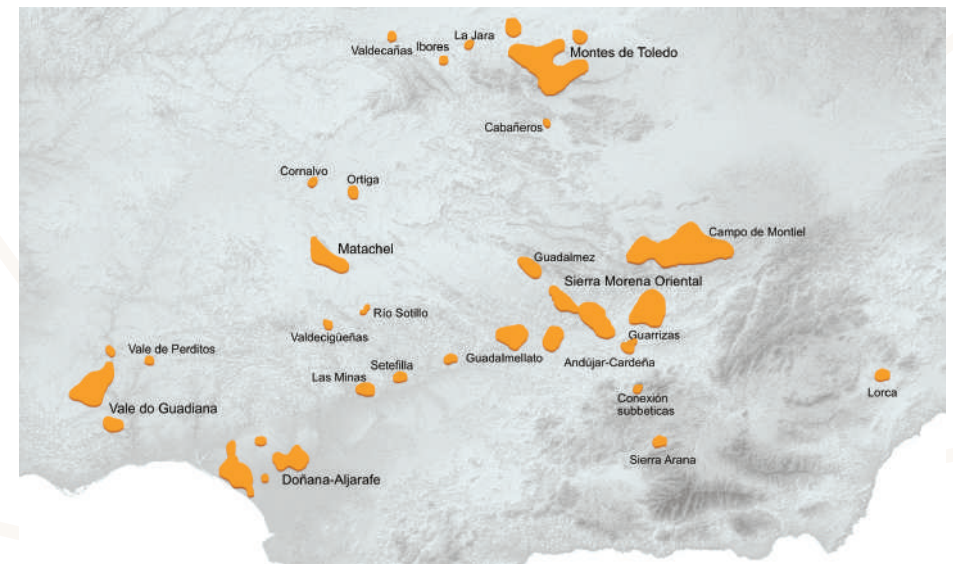 La Jara
Valdecañas
Ibores
Montes de Toledo
Cabañeros
Cornalvo
Ortiga
Campo de Montiel
Matachel
Guadalmez
Sierra Morena Oriental
Río Sotillo
Valdecigüeñas
Guarrizas
Vale de Perditos
Guadalmellato
Andújar-Cardeña
Setefilla
Las Minas
Lorca
Vale do Guadiana
Conexión
subbeticas
Sierra Arana
Doñana-Aljarafe